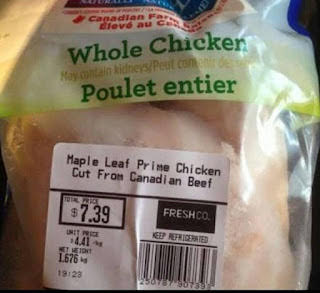 NATURALLY
Canadian Farm
Élevé au
Whole Chicken
May contain kidneys/Peut contenir des
Poulet entier
Maple Leaf Prime Chicken
Cut From Canadian Beef
TOTAL PRICE
$7.39
FRESHCO.
UNIT PRICE
$4.41 /kg
KEEP REFRIGERATED
NET WEIGHT
1.676 kg
19:23